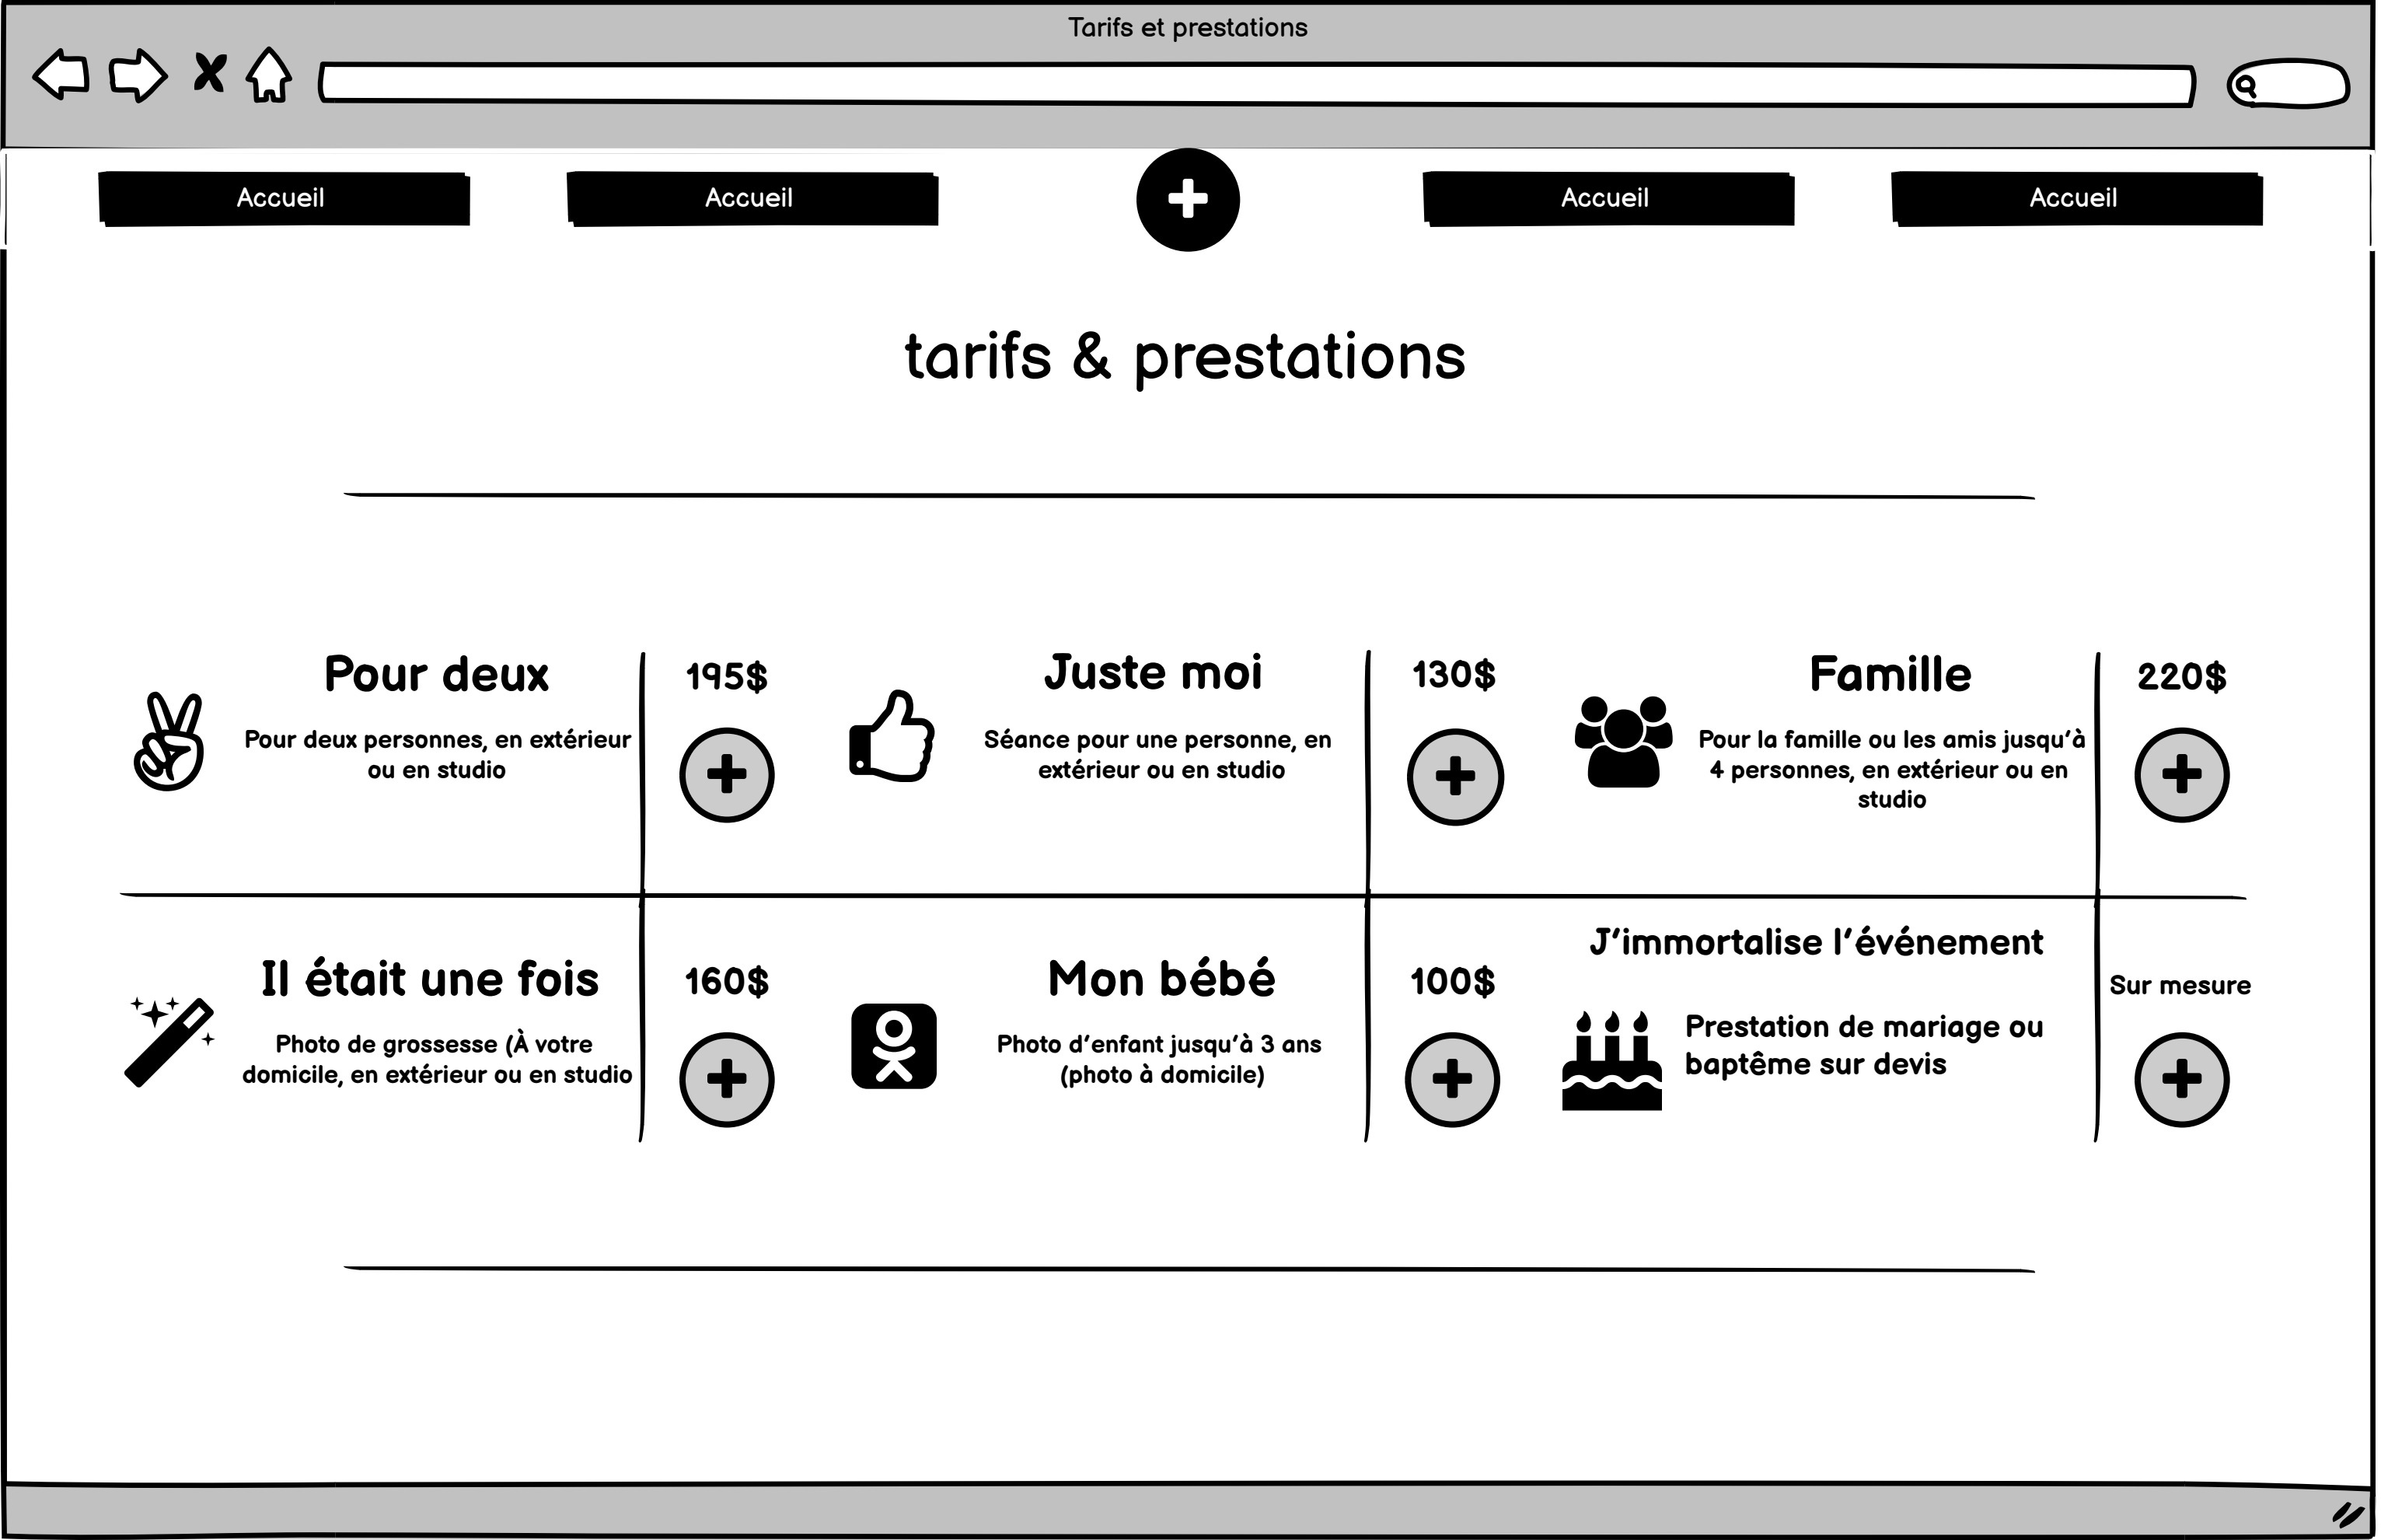 Tarifs et prestations
Accueil
Accueil
Accueil
Accueil
tarifs & prestations
Pour deux
195$
Pour deux personnes, en extérieur
ou en studio
Juste moi
130$
Séance pour une personne, en
extérieur ou en studio
Famille
220$
Pour la famille ou les amis jusqu'à
4 personnes, en extérieur ou en
studio
Il était une fois
160$
Photo de grossesse (À votre
domicile, en extérieur ou en studio
Mon bébé
100$
Photo d'enfant jusqu'à 3 ans
(photo à domicile)
J'immortalise l'événement
Sur mesure
Prestation de mariage ou
baptême sur devis